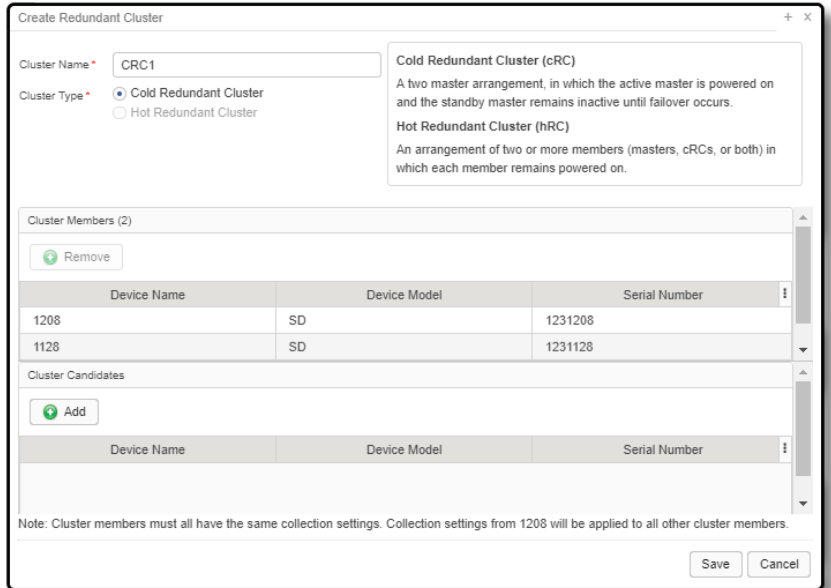 Create Redundant Cluster
Cluster Name *
CRC1
Cluster Type *
Cold Redundant Cluster
Hot Redundant Cluster
Cold Redundant Cluster (cRC)
A two master arrangement, in which the active master is powered on
and the standby master remains inactive until failover occurs.
Hot Redundant Cluster (hRC)
An arrangement of two or more members (masters, cRCs, or both) in
which each member remains powered on.
Cluster Members (2)
Remove
Device Name Device Model Serial Number
1208 SD 1231208
1128 SD 1231128
Cluster Candidates
Add
Device Name Device Model Serial Number
Note: Cluster members must all have the same collection settings. Collection settings from 1208 will be applied to all other cluster members.
Save Cancel